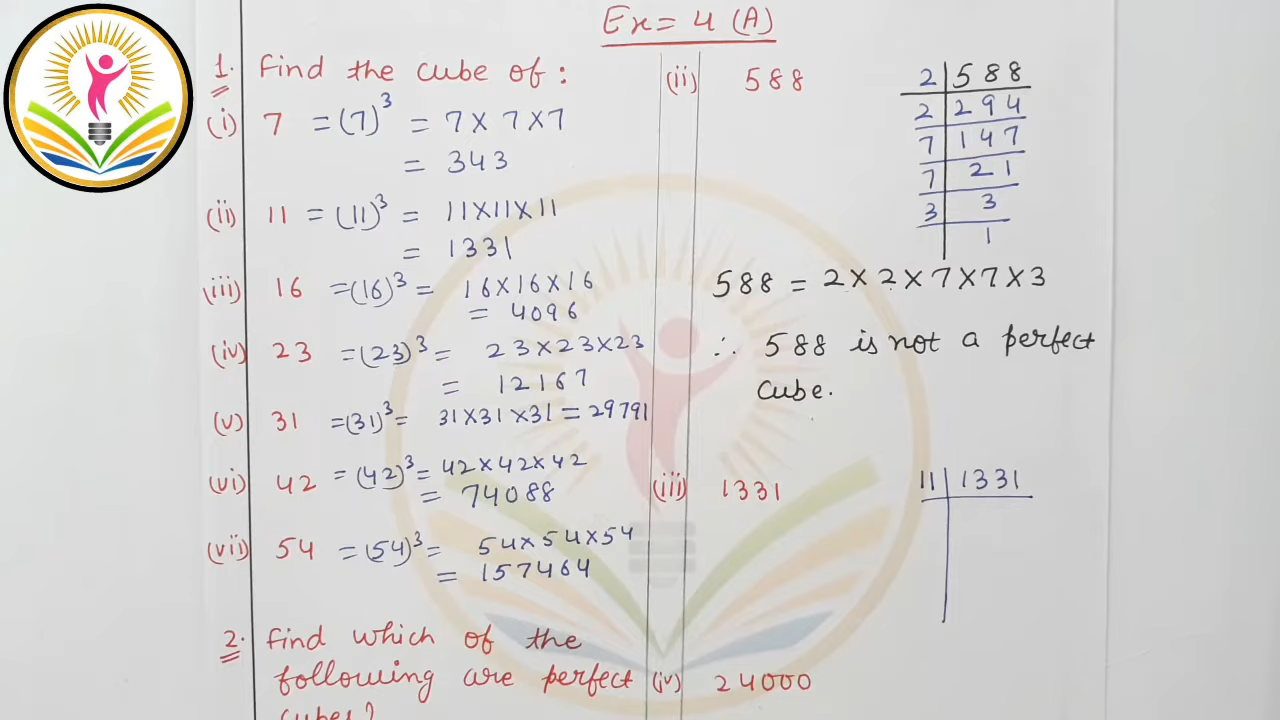 Ex = 4 (A)
1. Find the cube of :
(i) 7 = (7)³ = 7 × 7 × 7
= 343
(ii) 11 = (11)³ = 11×11×11
= 1331
(iii) 16 = (16)³ = 16×16×16
= 4096
(iv) 23 = (23)³ = 23×23×23
= 12167
(v) 31 = (31)³ = 31×31×31 = 29791
(vi) 42 = (42)³ = 42×42×42
= 74088
(vii) 54 = (54)³ = 54×54×54
= 157464
2. Find which of the
following are perfect
cubes?
(ii) 588
2 | 588
2 | 294
7 | 147
7 | 21
3 | 3
1
588 = 2 × 2 × 7 × 7 × 3
∴ 588 is not a perfect
Cube.
(iii) 1331
11 | 1331
(iv) 24000